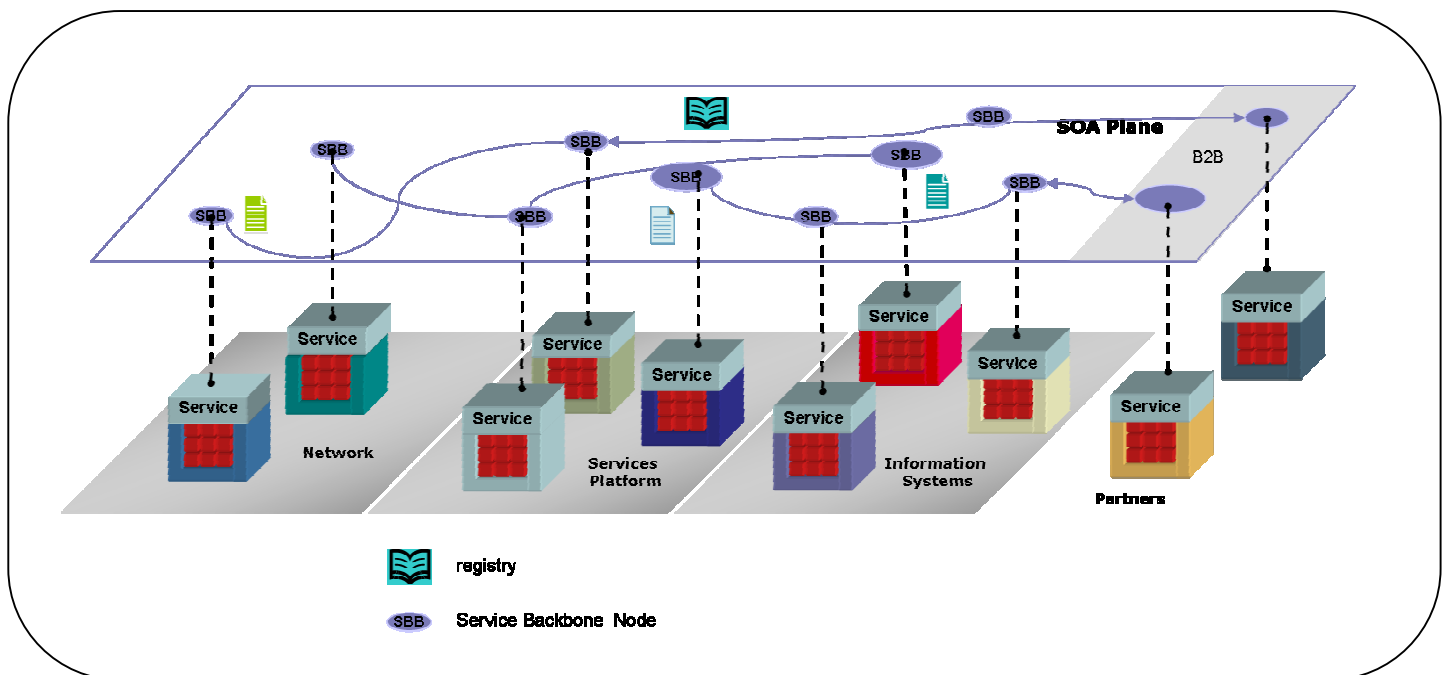 SBB
SOA Plane
SBB
SBB
SBB
B2B
SBB
SBB
SBB
SBB
SBB
SBB
Service
Service
Service
Service
Service
Service
Service
Service
Service
Service
Service
Network
Services
Platform
Information
Systems
Partners
registry
SBB
Service Backbone Node